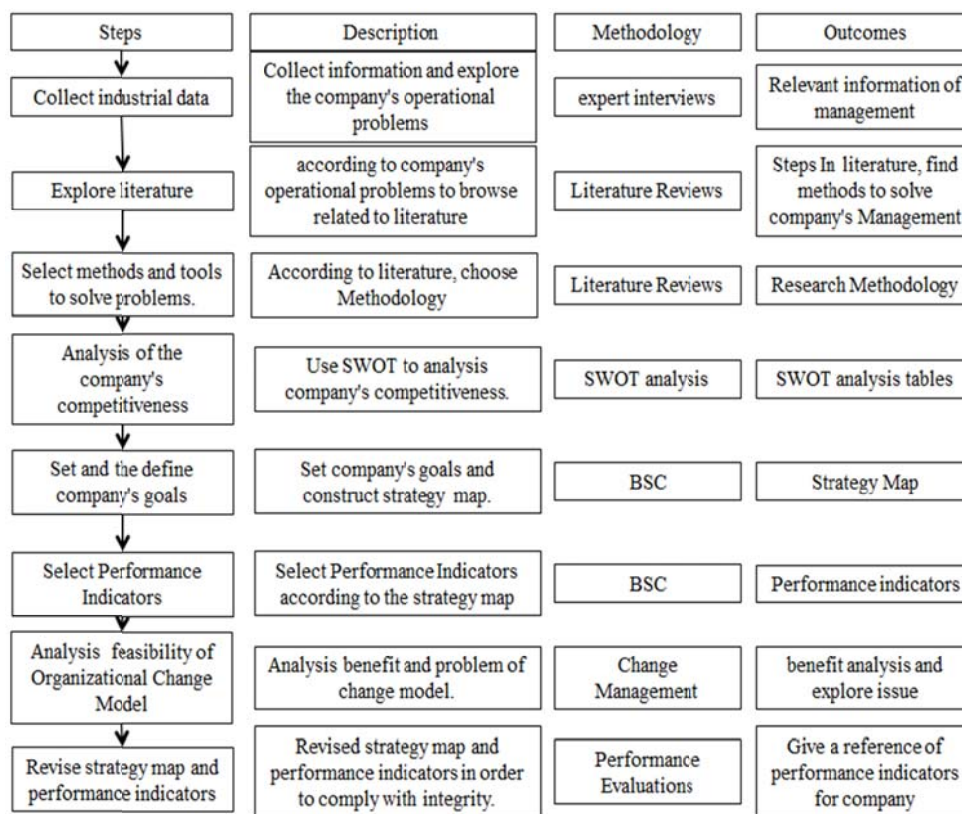 Steps
Description
Methodology
Outcomes
Collect industrial data
Collect information and explore
the company's operational
problems
expert interviews
Relevant information of
management
Explore literature
according to company's
operational problems to browse
related to literature
Literature Reviews
Steps In literature, find
methods to solve
company's Management
Select methods and tools
to solve problems.
According to literature, choose
Methodology
Literature Reviews
Research Methodology
Analysis of the
company's
competitiveness
Use SWOT to analysis
company's competitiveness.
SWOT analysis
SWOT analysis tables
Set and the define
company's goals
Set company's goals and
construct strategy map.
BSC
Strategy Map
Select Performance
Indicators
Select Performance Indicators
according to the strategy map
BSC
Performance indicators
Analysis feasibility of
Organizational Change
Model
Analysis benefit and problem of
change model.
Change
Management
benefit analysis and
explore issue
Revise strategy map and
performance indicators
Revised strategy map and
performance indicators in order
to comply with integrity.
Performance
Evaluations
Give a reference of
performance indicators
for company